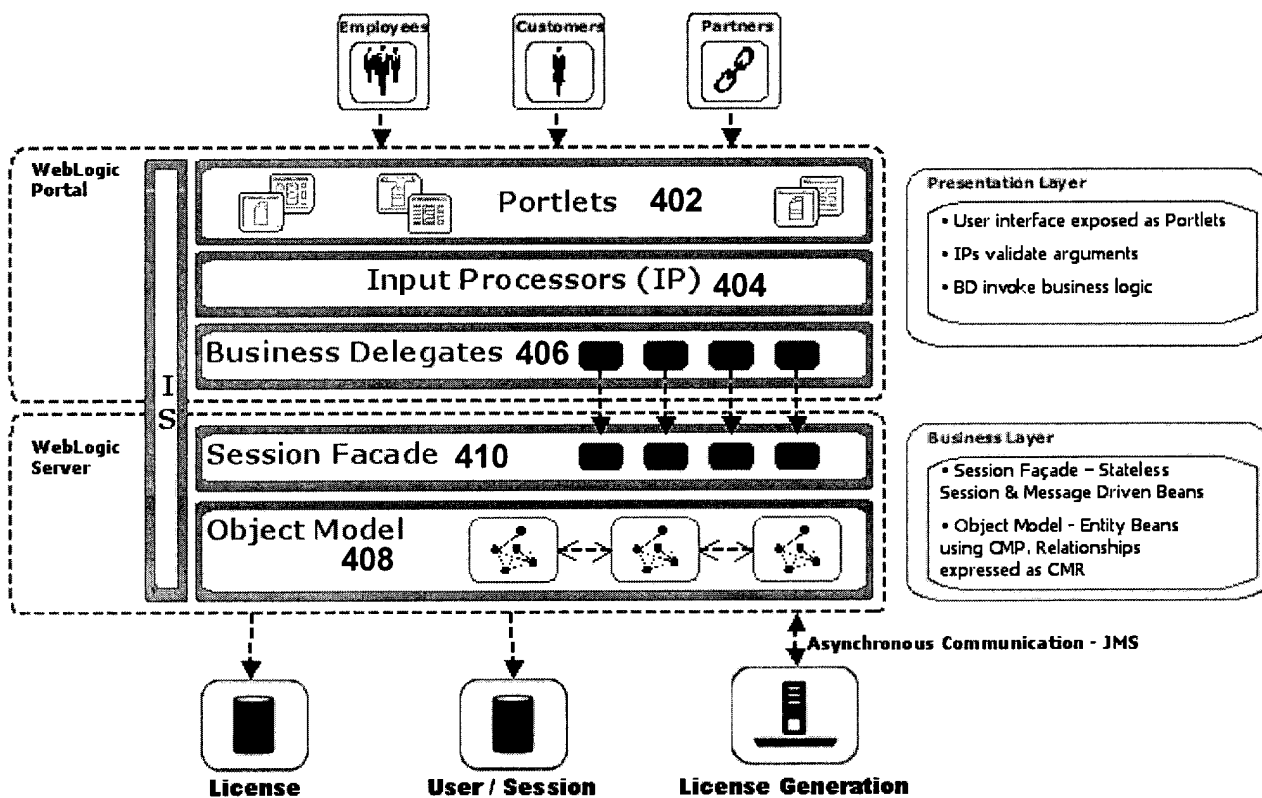 Employees
Customers
Partners
WebLogic
Portal
Portlets 402
Input Processors (IP) 404
Business Delegates 406
I
S
WebLogic
Server
Session Facade 410
Object Model
408
Presentation Layer
• User interface exposed as Portlets
• IPs validate arguments
• BD invoke business logic
Business Layer
• Session Façade – Stateless
Session & Message Driven Beans
• Object Model - Entity Beans
using CMP. Relationships
expressed as CMR
Asynchronous Communication - JMS
License
User / Session
License Generation